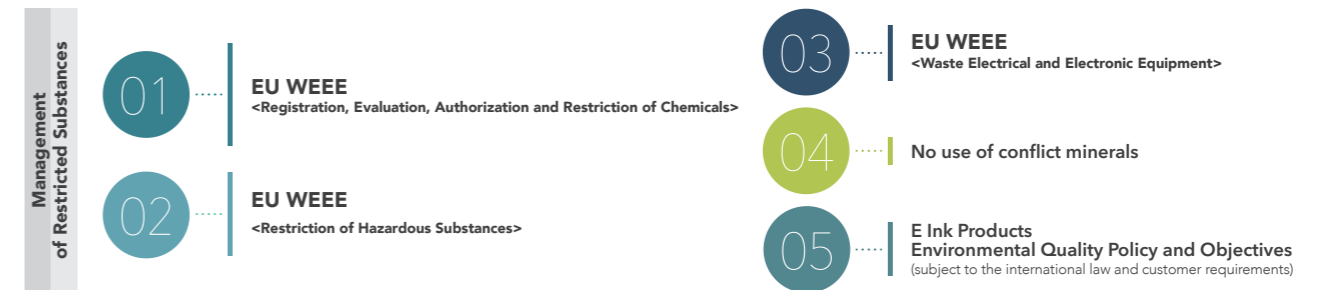 Management
of Restricted Substances
01
EU WEEE
<Registration, Evaluation, Authorization and Restriction of Chemicals>
02
EU WEEE
<Restriction of Hazardous Substances>
03
EU WEEE
<Waste Electrical and Electronic Equipment>
04
No use of conflict minerals
05
E Ink Products
Environmental Quality Policy and Objectives
(subject to the international law and customer requirements)